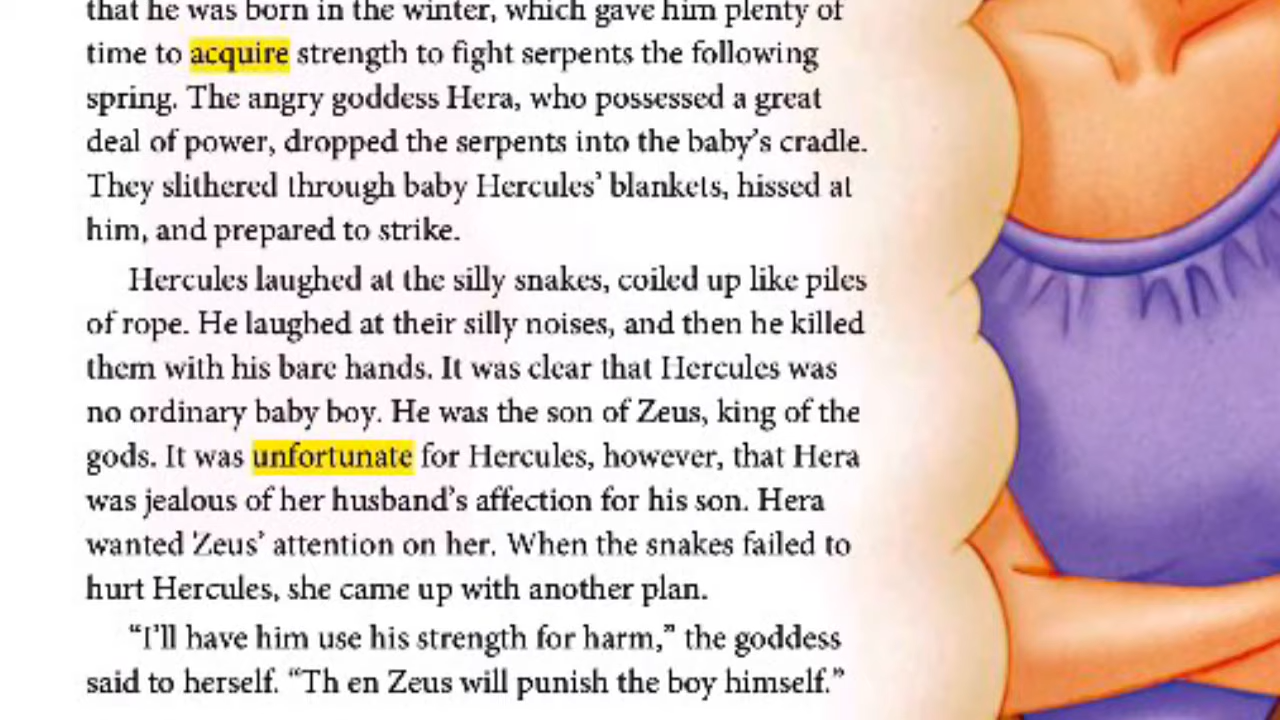 that he was born in the winter, which gave him plenty of
time to acquire strength to fight serpents the following
spring. The angry goddess Hera, who possessed a great
deal of power, dropped the serpents into the baby’s cradle.
They slithered through baby Hercules’ blankets, hissed at
him, and prepared to strike.
Hercules laughed at the silly snakes, coiled up like piles
of rope. He laughed at their silly noises, and then he killed
them with his bare hands. It was clear that Hercules was
no ordinary baby boy. He was the son of Zeus, king of the
gods. It was unfortunate for Hercules, however, that Hera
was jealous of her husband’s affection for his son. Hera
wanted Zeus’ attention on her. When the snakes failed to
hurt Hercules, she came up with another plan.
“I’ll have him use his strength for harm,” the goddess
said to herself. “Th en Zeus will punish the boy himself.”